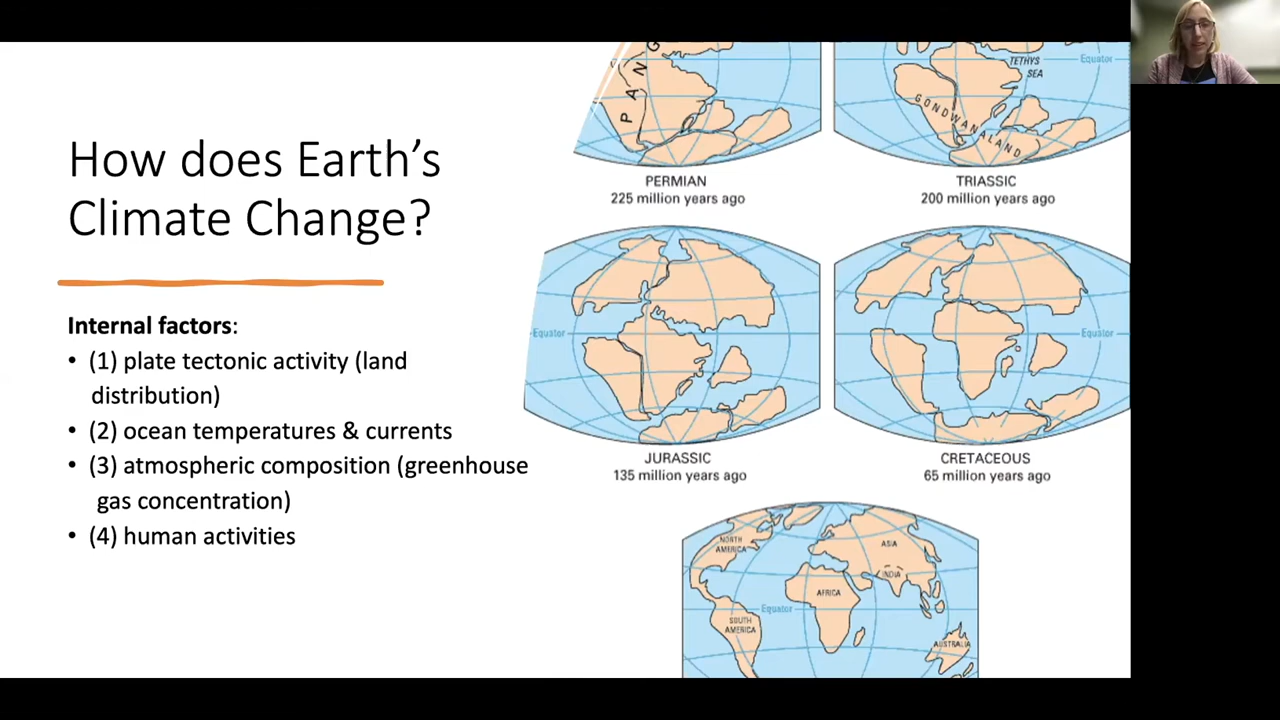 How does Earth's
Climate Change?
Internal factors:
• (1) plate tectonic activity (land
distribution)
• (2) ocean temperatures & currents
• (3) atmospheric composition (greenhouse
gas concentration)
• (4) human activities
P A N G
PERMIAN
225 million years ago
TETHYS
SEA
Equator
GONDWANALAND
TRIASSIC
200 million years ago
Equator
JURASSIC
135 million years ago
Equator
CRETACEOUS
65 million years ago
NORTH
AMERICA
ASIA
INDIA
AFRICA
Equator
SOUTH
AMERICA
AUSTRALIA